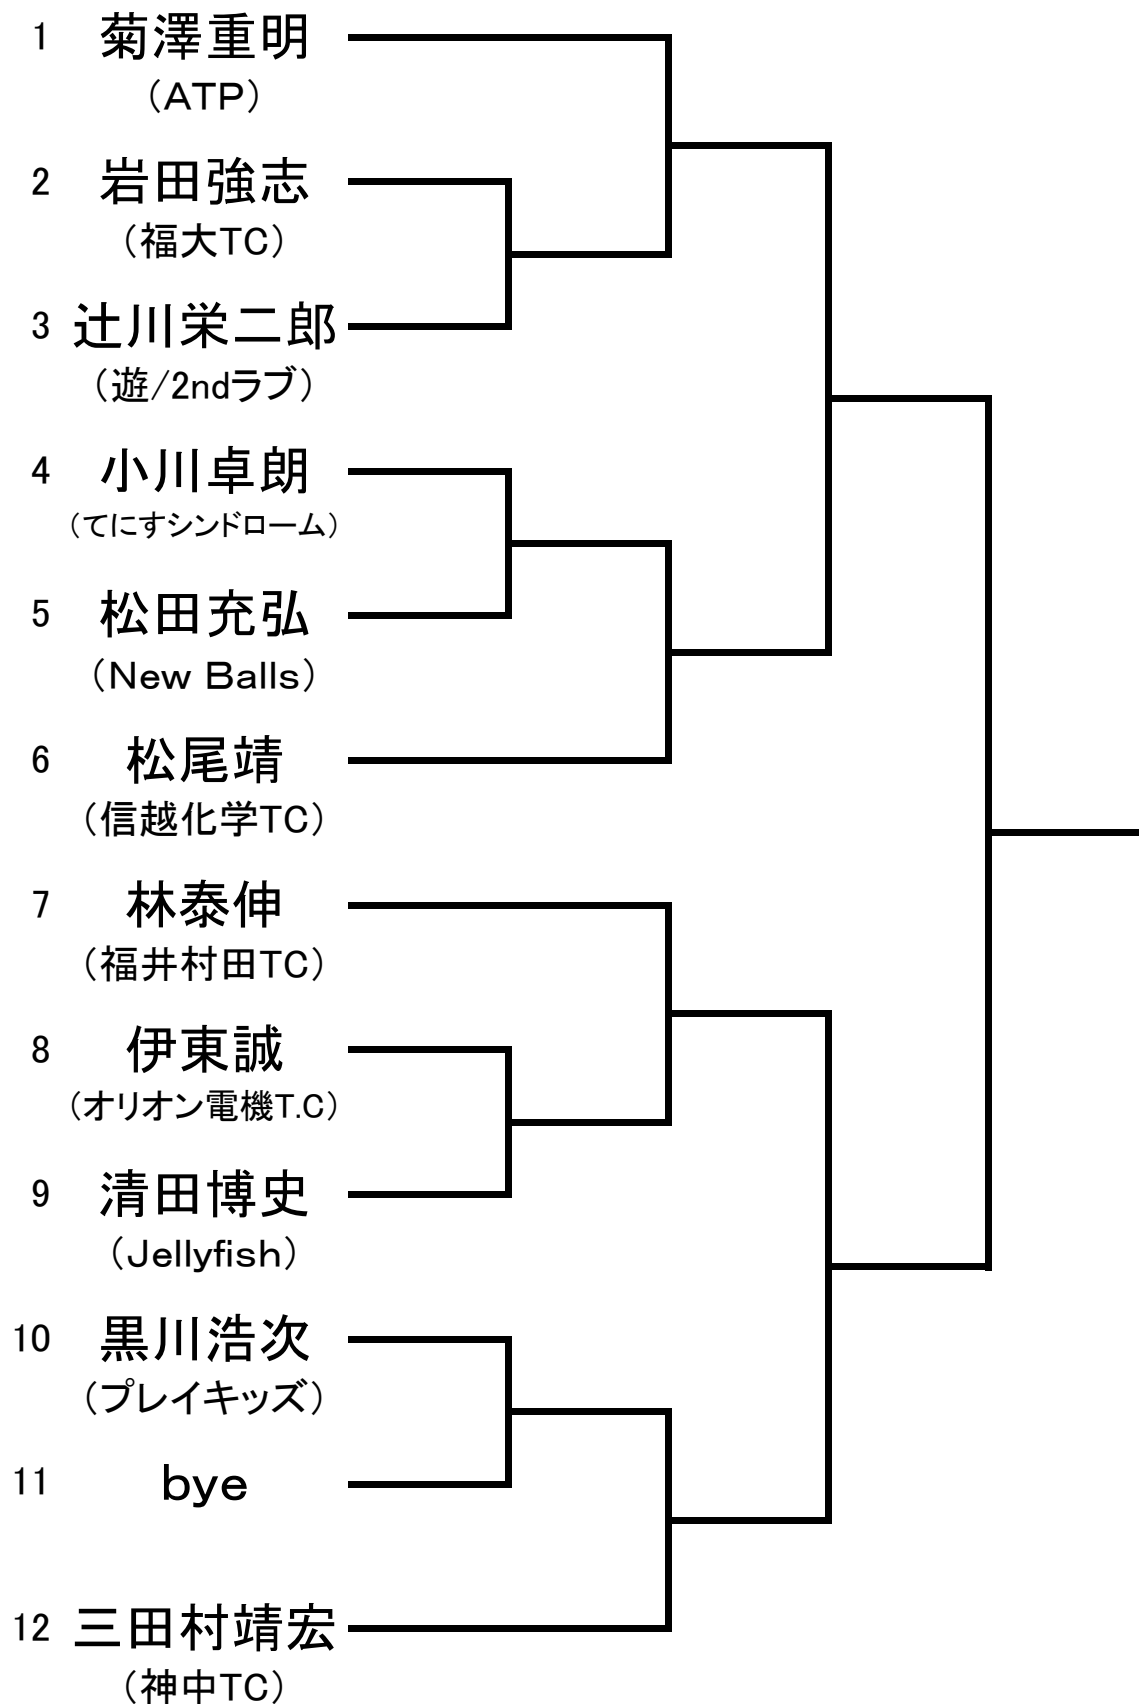 1 菊澤重明
（ATP）
2 岩田強志
（福大TC）
3 辻川栄二郎
（遊/2ndラブ）
4 小川卓朗
（てにすシンドローム）
5 松田充弘
（New Balls）
6 松尾靖
（信越化学TC）
7 林泰伸
（福井村田TC）
8 伊東誠
（オリオン電機T.C）
9 清田博史
（Jellyfish）
10 黒川浩次
（プレイキッズ）
11 bye
12 三田村靖宏
（神中TC）